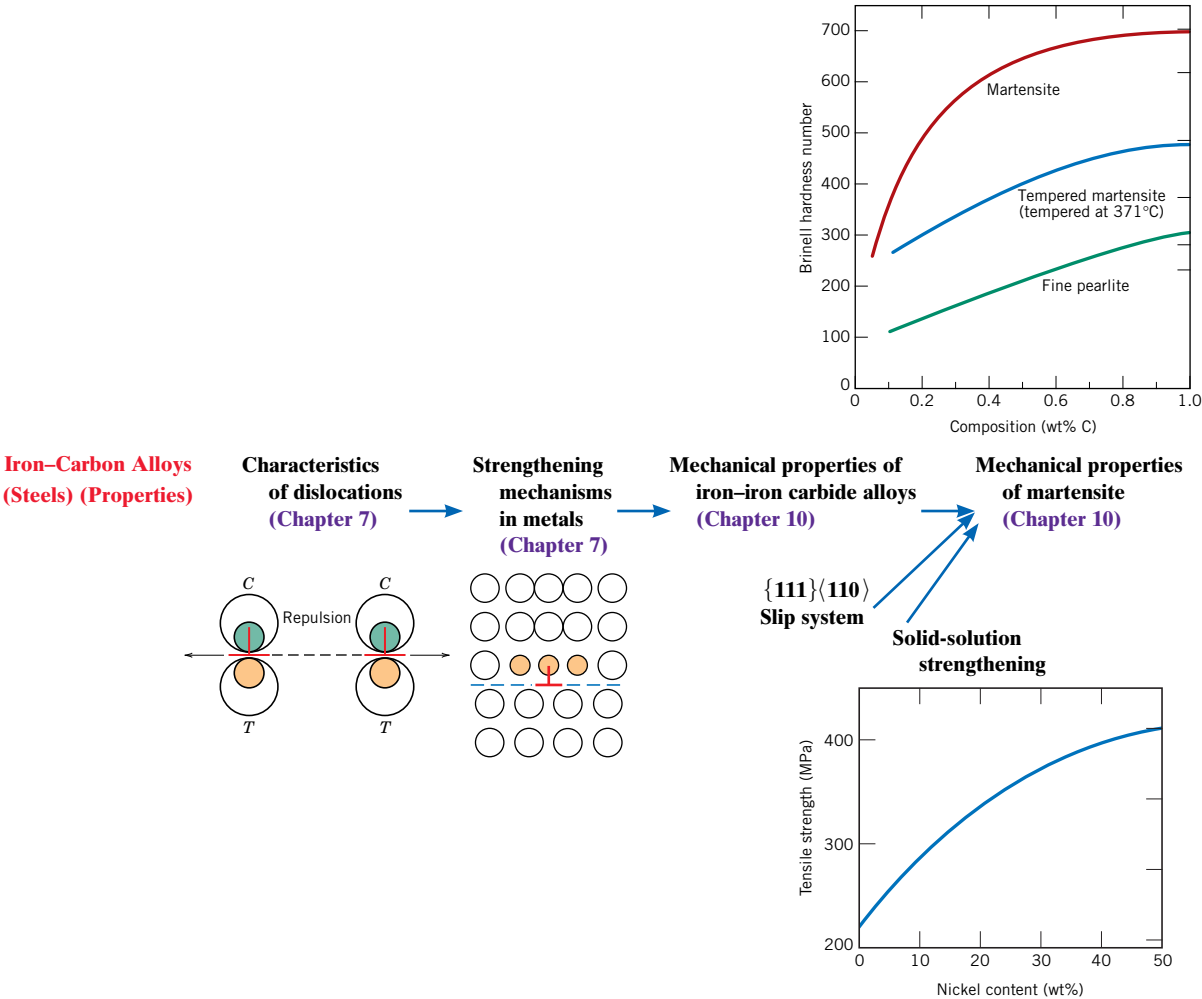 700
600
500
400
300
200
100
0
Brinell hardness number
Martensite
Tempered martensite
(tempered at 371°C)
Fine pearlite
0 0.2 0.4 0.6 0.8 1.0
Composition (wt% C)
Iron–Carbon Alloys
(Steels) (Properties)
Characteristics
of dislocations
(Chapter 7)
Strengthening
mechanisms
in metals
(Chapter 7)
Mechanical properties of
iron–iron carbide alloys
(Chapter 10)
Mechanical properties
of martensite
(Chapter 10)
C
Repulsion
C
T
T
{111}⟨110⟩
Slip system
Solid-solution
strengthening
400
300
200
Tensile strength (MPa)
0 10 20 30 40 50
Nickel content (wt%)